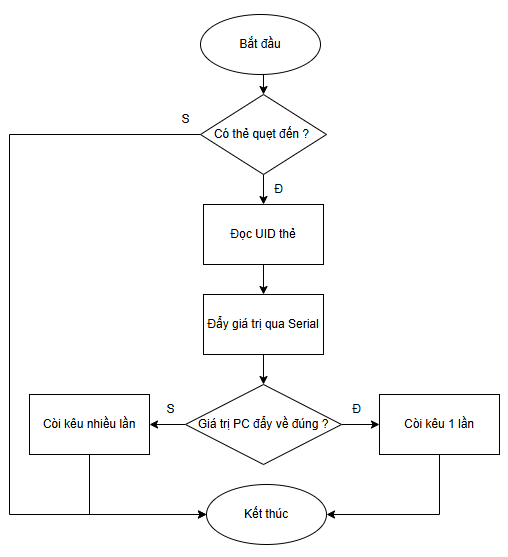 Bắt đầu
S
Có thẻ quẹt đến ?
Đ
Đọc UID thẻ
Đẩy giá trị qua Serial
S
Đ
Còi kêu nhiều lần
Giá trị PC đẩy về đúng ?
Còi kêu 1 lần
Kết thúc